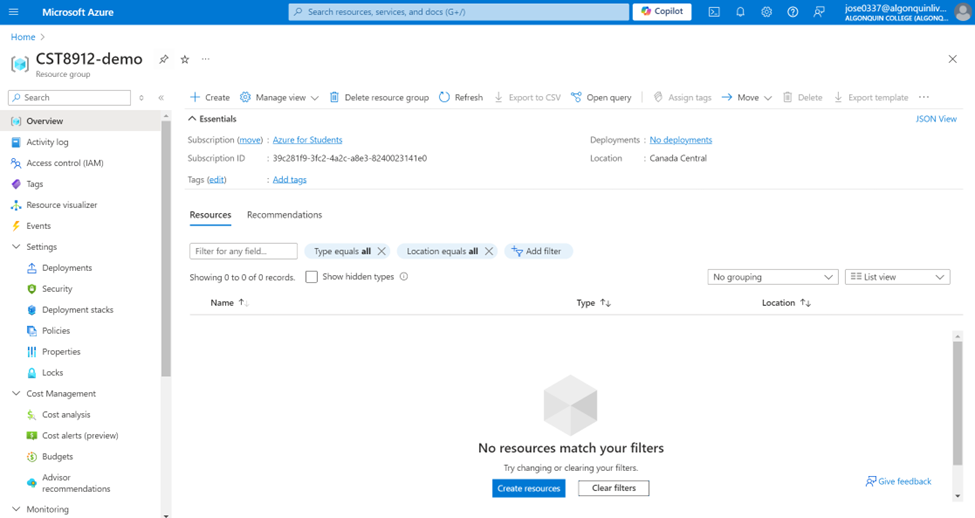 Microsoft Azure
Search resources, services, and docs (G+/)
Copilot
jose0337@algonquinliv...
ALGONQUIN COLLEGE (ALGONQ...
Home
CST8912-demo
Resource group
Search
Create
Manage view
Delete resource group
Refresh
Export to CSV
Open query
Assign tags
Move
Delete
Export template
Overview
Activity log
Access control (IAM)
Tags
Resource visualizer
Events
Settings
Deployments
Security
Deployment stacks
Policies
Properties
Locks
Cost Management
Cost analysis
Cost alerts (preview)
Budgets
Advisor
recommendations
Monitoring
Essentials
JSON View
Subscription (move) : Azure for Students
Deployments : No deployments
Subscription ID : 39c281f9-3fc2-4a2c-a8e3-8240023141e0
Location : Canada Central
Tags (edit) : Add tags
Resources
Recommendations
Filter for any field...
Type equals all
Location equals all
Add filter
Showing 0 to 0 of 0 records.
Show hidden types
No grouping
List view
Name
Type
Location
No resources match your filters
Try changing or clearing your filters.
Create resources
Clear filters
Give feedback